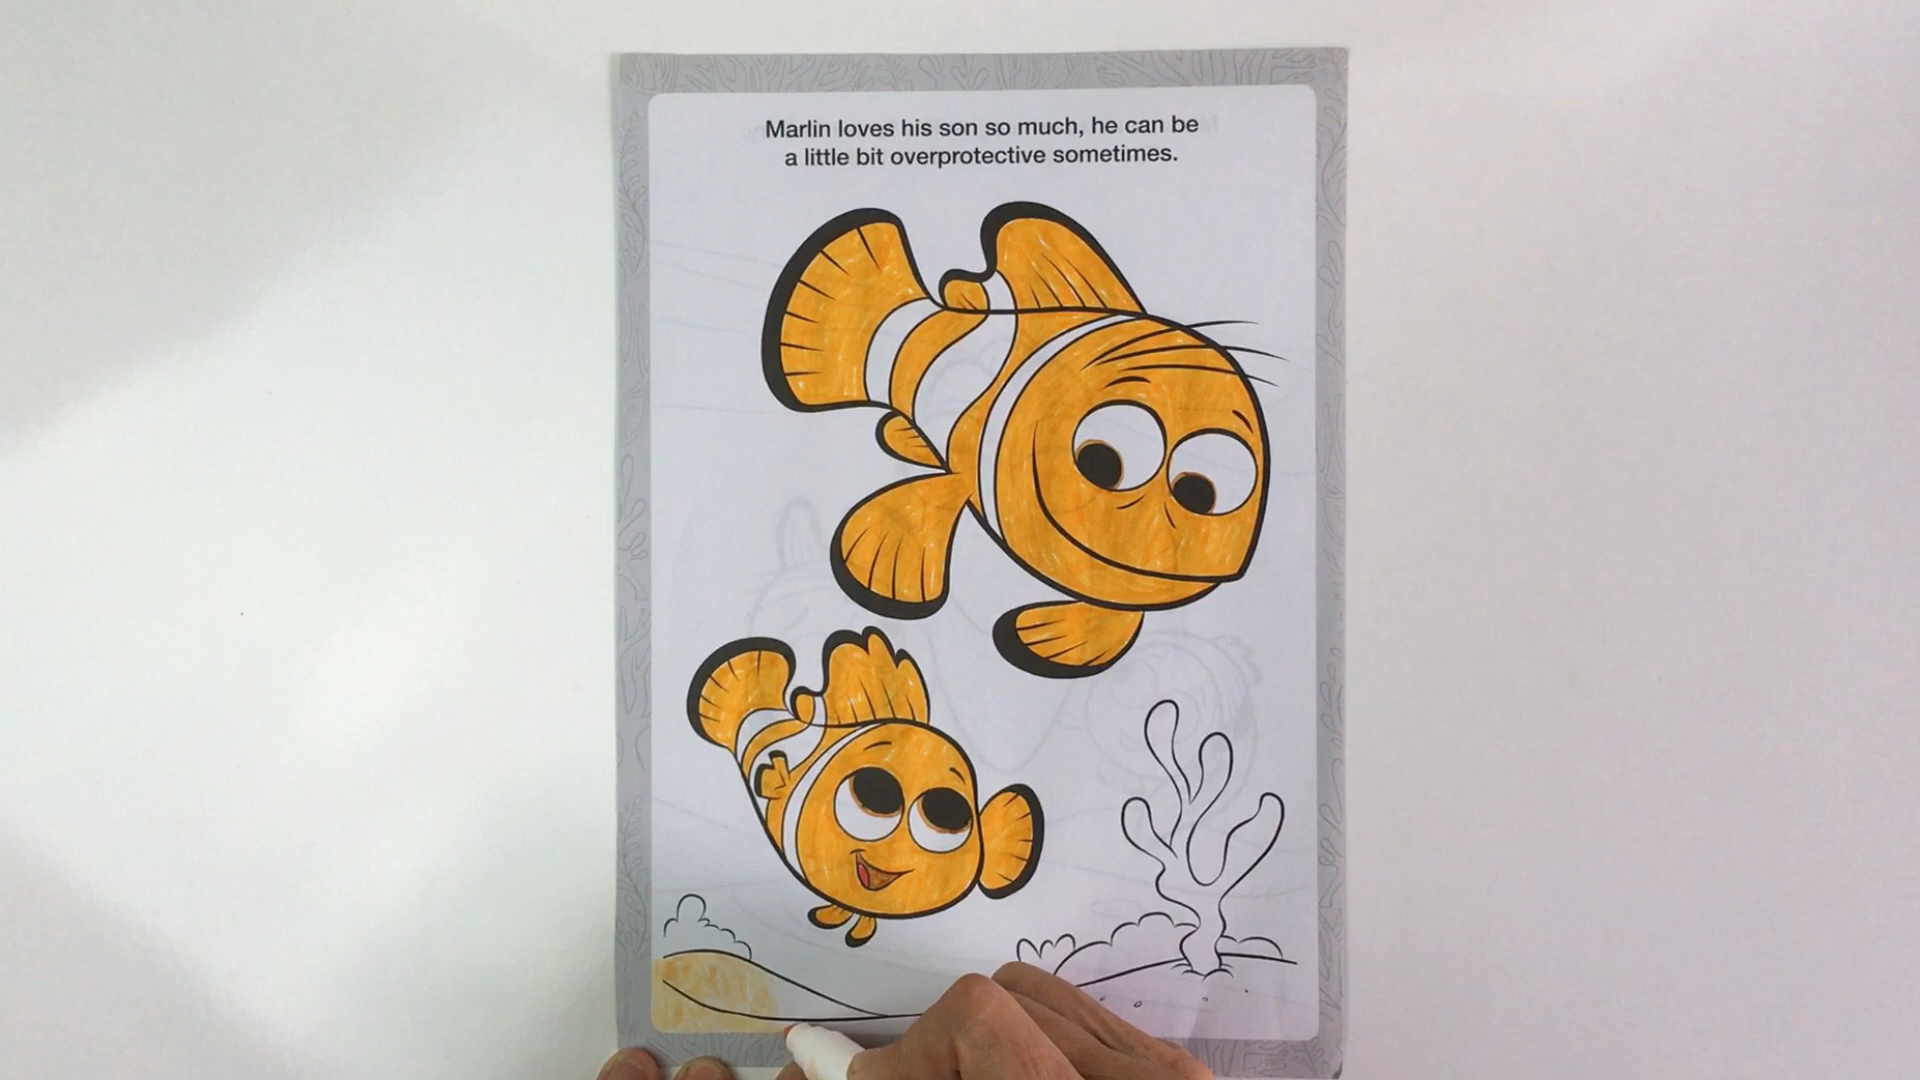 Marlin loves his son so much, he can be
a little bit overprotective sometimes.